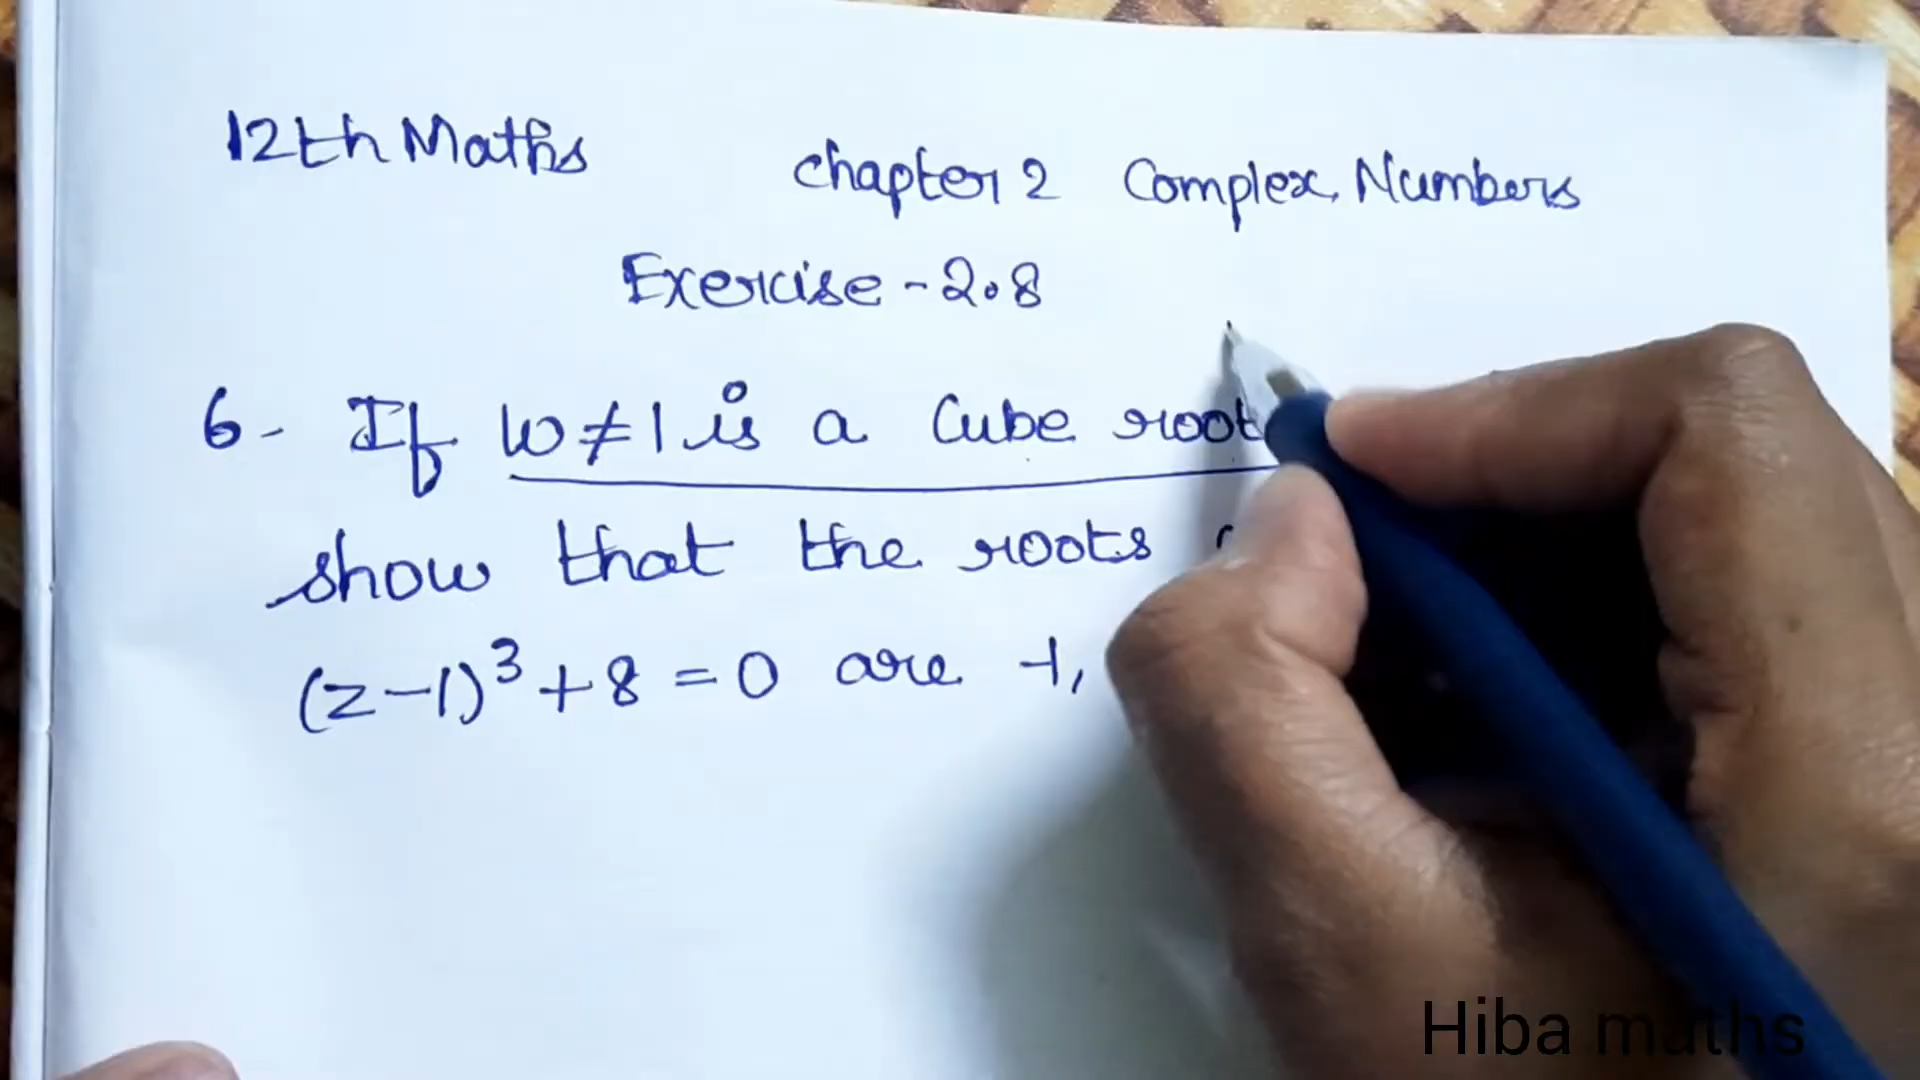 12th Maths chapter 2 Complex Numbers
Exercise - 2.8
6- If ω≠1 is a Cube root
show that the roots
(z-1)³+8=0 are -1,
Hiba maths